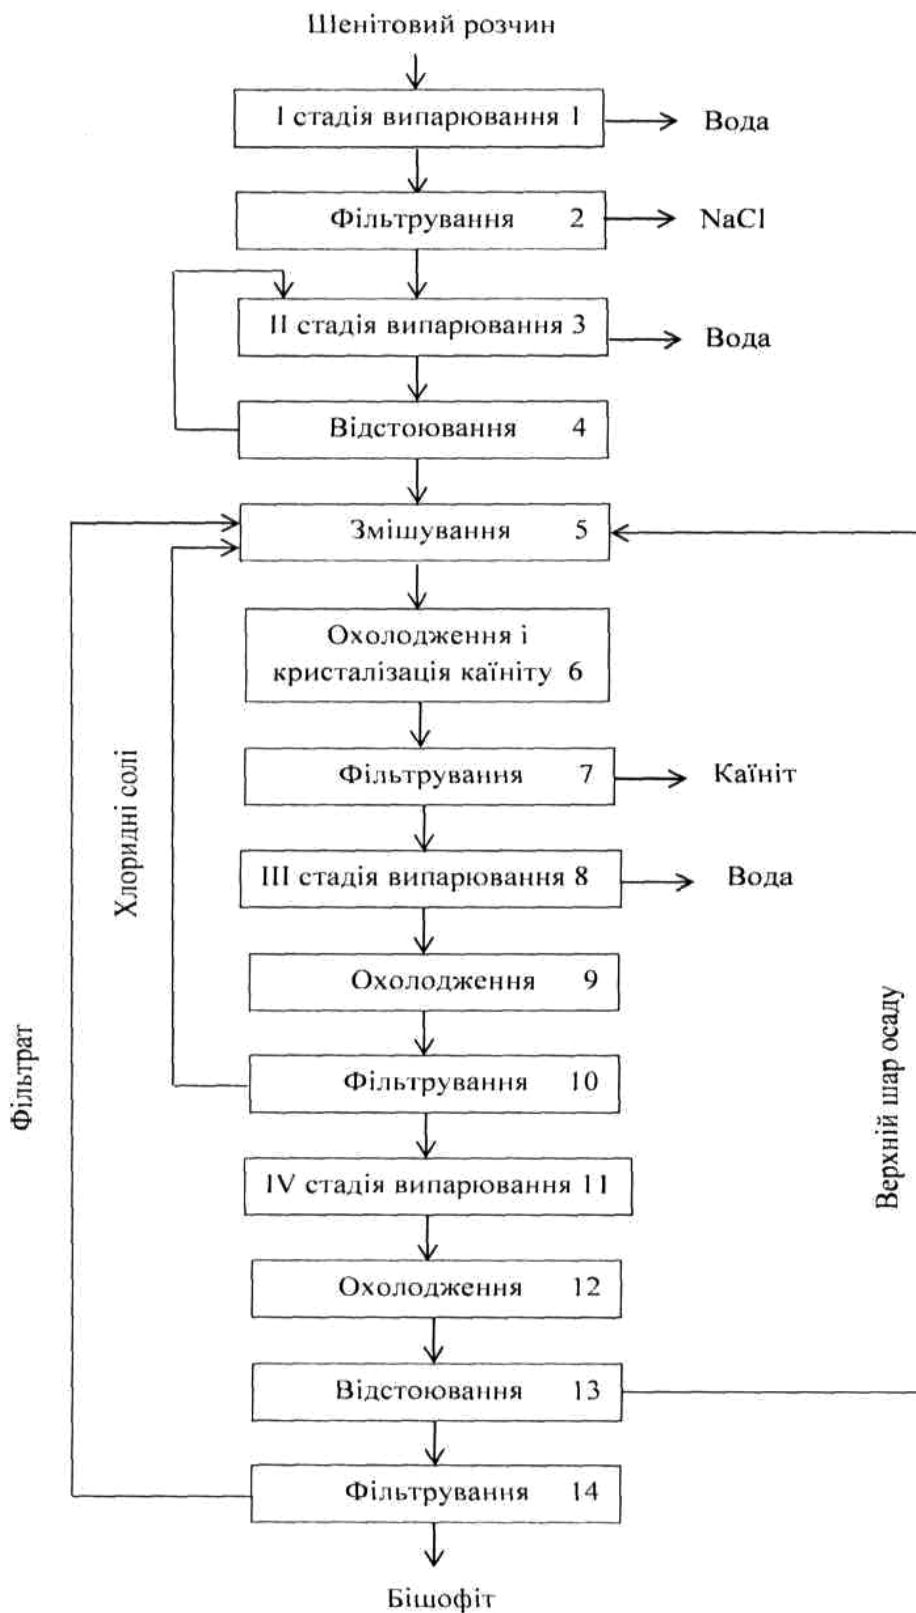 Шенітовий розчин
I стадія випарювання 1
Вода
Фільтрування 2
NaCl
II стадія випарювання 3
Вода
Відстоювання 4
Змішування 5
Охолодження і
кристалізація каїніту 6
Фільтрування 7
Каїніт
III стадія випарювання 8
Вода
Охолодження 9
Фільтрування 10
IV стадія випарювання 11
Охолодження 12
Відстоювання 13
Фільтрування 14
Бішофіт
Фільтрат
Хлоридні солі
Верхній шар осаду